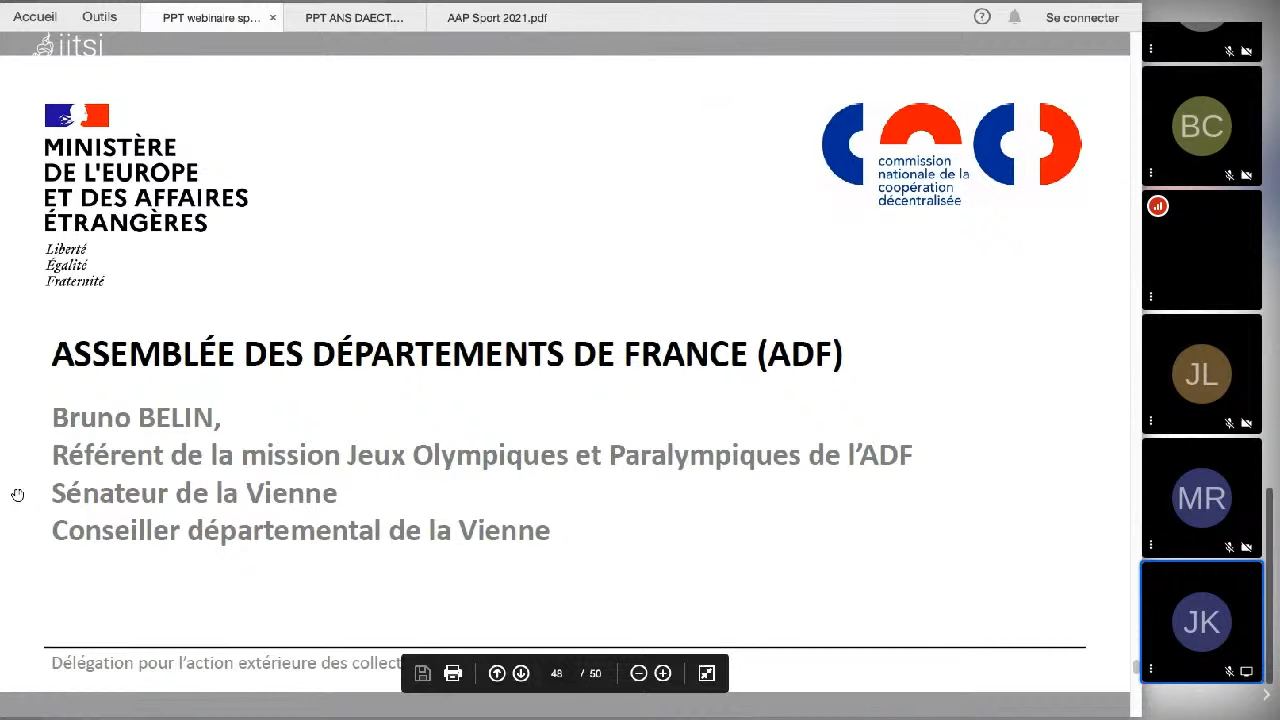 Accueil
Outils
PPT webinaire sp... ×
PPT ANS DAECT....
AAP Sport 2021.pdf
?
Se connecter
iitsi
MINISTÈRE
DE L'EUROPE
ET DES AFFAIRES
ÉTRANGÈRES
Liberté
Égalité
Fraternité
commission
nationale de la
coopération
décentralisée
ASSEMBLÉE DES DÉPARTEMENTS DE FRANCE (ADF)
Bruno BELIN,
Référent de la mission Jeux Olympiques et Paralympiques de l’ADF
Sénateur de la Vienne
Conseiller départemental de la Vienne
Délégation pour l’action extérieure des collect
48 / 50
BC
JL
MR
JK